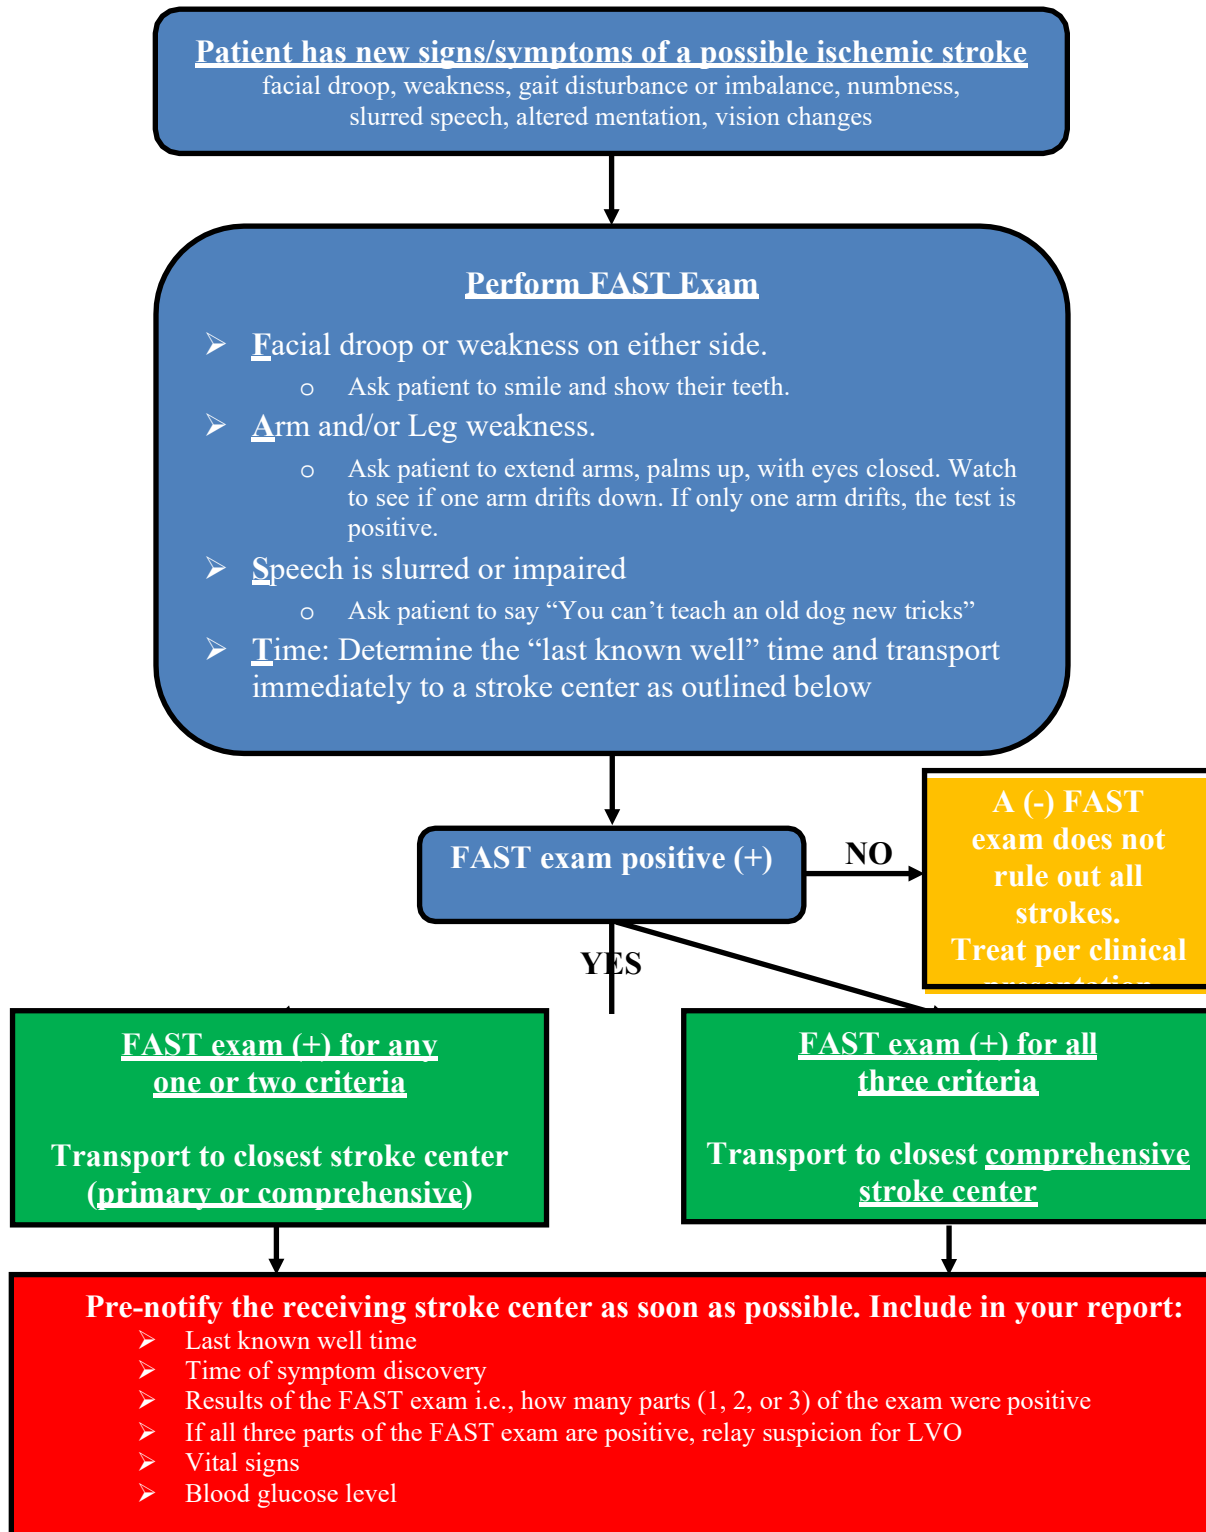 Patient has new signs/symptoms of a possible ischemic stroke
facial droop, weakness, gait disturbance or imbalance, numbness,
slurred speech, altered mentation, vision changes
Perform FAST Exam
➢ Facial droop or weakness on either side.
o Ask patient to smile and show their teeth.
➢ Arm and/or Leg weakness.
o Ask patient to extend arms, palms up, with eyes closed. Watch
to see if one arm drifts down. If only one arm drifts, the test is
positive.
➢ Speech is slurred or impaired
o Ask patient to say “You can’t teach an old dog new tricks”
➢ Time: Determine the “last known well” time and transport
immediately to a stroke center as outlined below
FAST exam positive (+)
NO
A (-) FAST
exam does not
rule out all
strokes.
Treat per clinical
presentation
YES
FAST exam (+) for any
one or two criteria
Transport to closest stroke center
(primary or comprehensive)
FAST exam (+) for all
three criteria
Transport to closest comprehensive
stroke center
Pre-notify the receiving stroke center as soon as possible. Include in your report:
➢ Last known well time
➢ Time of symptom discovery
➢ Results of the FAST exam i.e., how many parts (1, 2, or 3) of the exam were positive
➢ If all three parts of the FAST exam are positive, relay suspicion for LVO
➢ Vital signs
➢ Blood glucose level